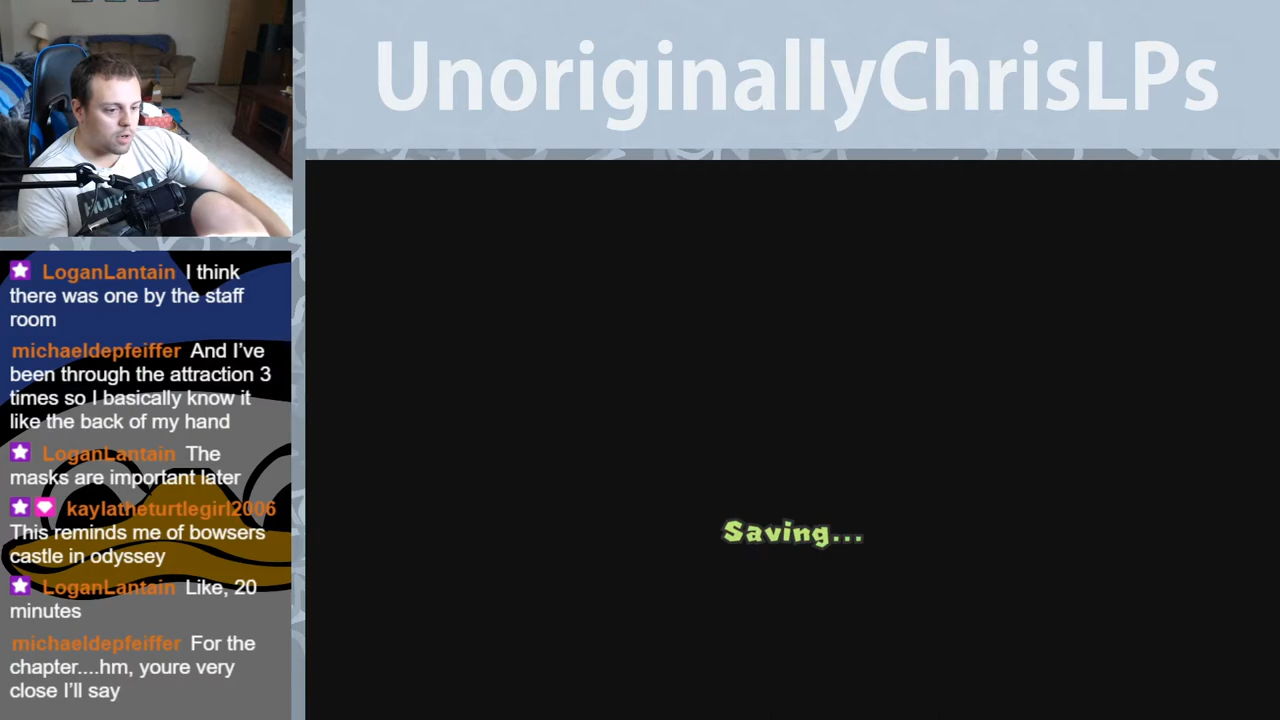 UnoriginallyChrisLPs
LoganLantain I think
there was one by the staff
room
michaeldepfeiffer And I've
been through the attraction 3
times so I basically know it
like the back of my hand
LoganLantain The
masks are important later
kaylatheturtlegirl2006
This reminds me of bowsers
castle in odyssey
LoganLantain Like, 20
minutes
michaeldepfeiffer For the
chapter....hm, youre very
close I'll say
Saving...